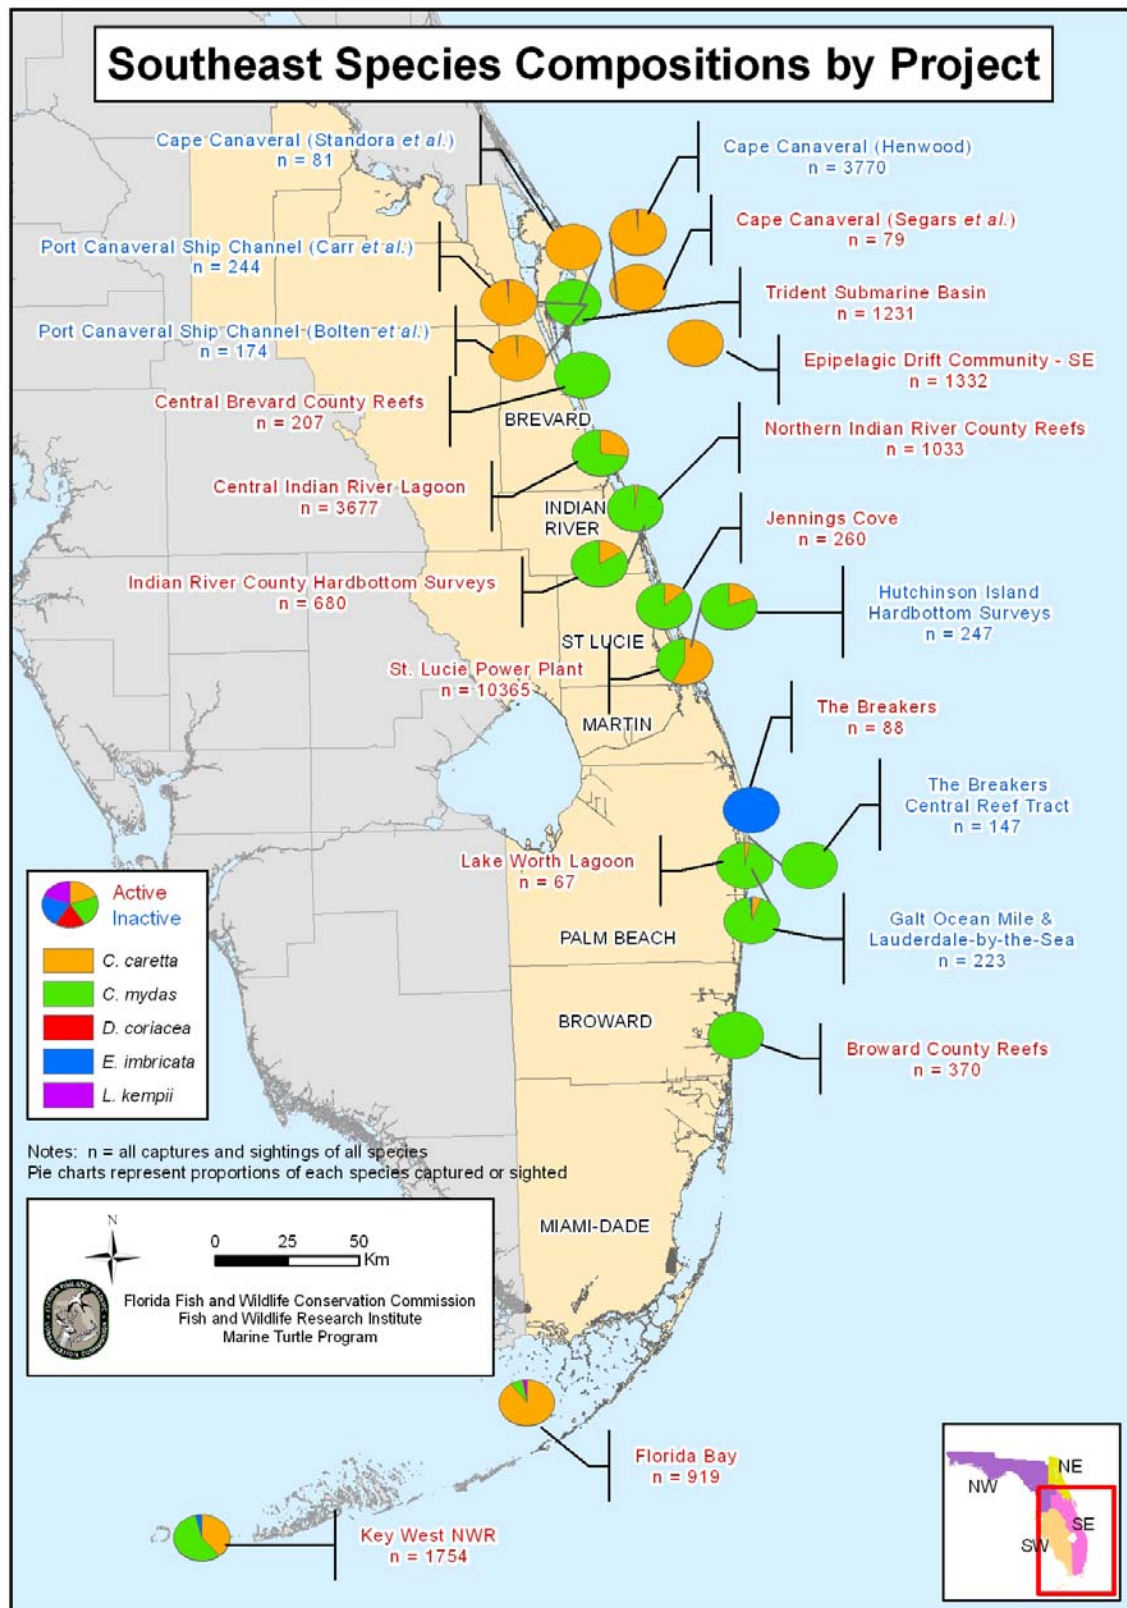 Southeast Species Compositions by Project
Cape Canaveral (Standora et al.)
n = 81
Cape Canaveral (Henwood)
n = 3770
Port Canaveral Ship Channel (Carr et al.)
n = 244
Cape Canaveral (Segars et al.)
n = 79
Trident Submarine Basin
n = 1231
Port Canaveral Ship Channel (Bolten et al.)
n = 174
Epipelagic Drift Community - SE
n = 1332
Central Brevard County Reefs
n = 207
BREVARD
Northern Indian River County Reefs
n = 1033
Central Indian River Lagoon
n = 3677
INDIAN
RIVER
Jennings Cove
n = 260
Indian River County Hardbottom Surveys
n = 680
Hutchinson Island
Hardbottom Surveys
n = 247
ST LUCIE
St. Lucie Power Plant
n = 10365
MARTIN
The Breakers
n = 88
The Breakers
Central Reef Tract
n = 147
Lake Worth Lagoon
n = 67
PALM BEACH
Galt Ocean Mile &
Lauderdale-by-the-Sea
n = 223
BROWARD
Broward County Reefs
n = 370
Active
Inactive
C. caretta
C. mydas
D. coriacea
E. imbricata
L. kempii
Notes: n = all captures and sightings of all species
Pie charts represent proportions of each species captured or sighted
MIAMI-DADE
N
0 25 50
Km
Florida Fish and Wildlife Conservation Commission
Fish and Wildlife Research Institute
Marine Turtle Program
Florida Bay
n = 919
Key West NWR
n = 1754
NW
NE
SE
SW